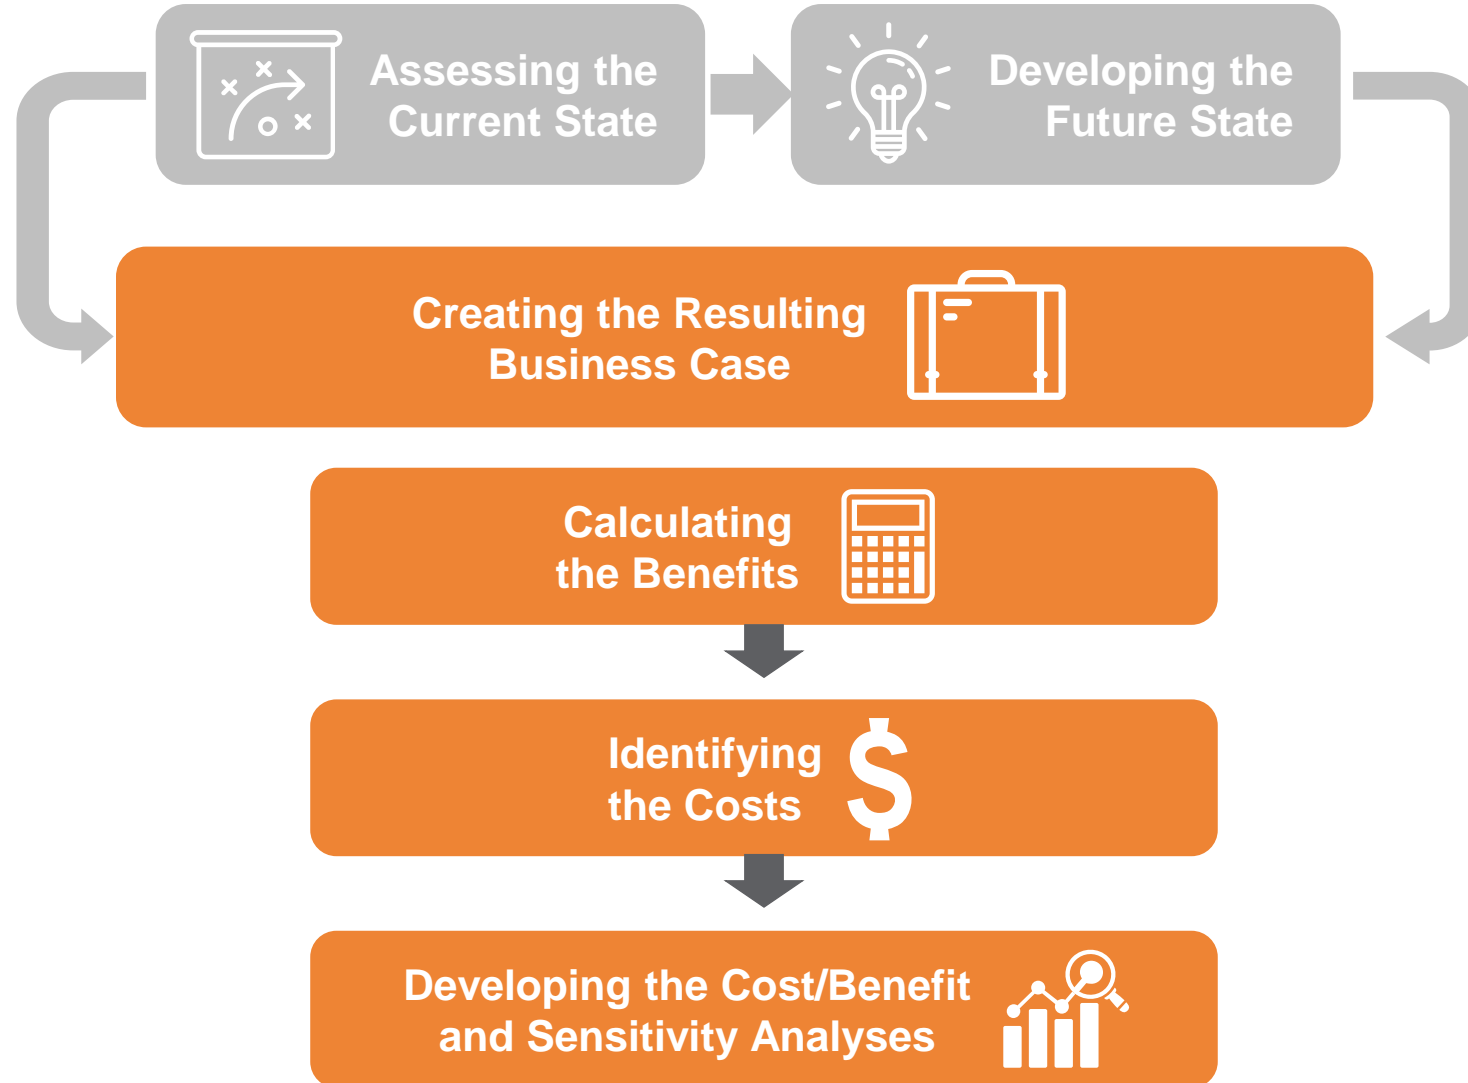 Assessing the
Current State
Developing the
Future State
Creating the Resulting
Business Case
Calculating
the Benefits
Identifying
the Costs
$
Developing the Cost/Benefit
and Sensitivity Analyses